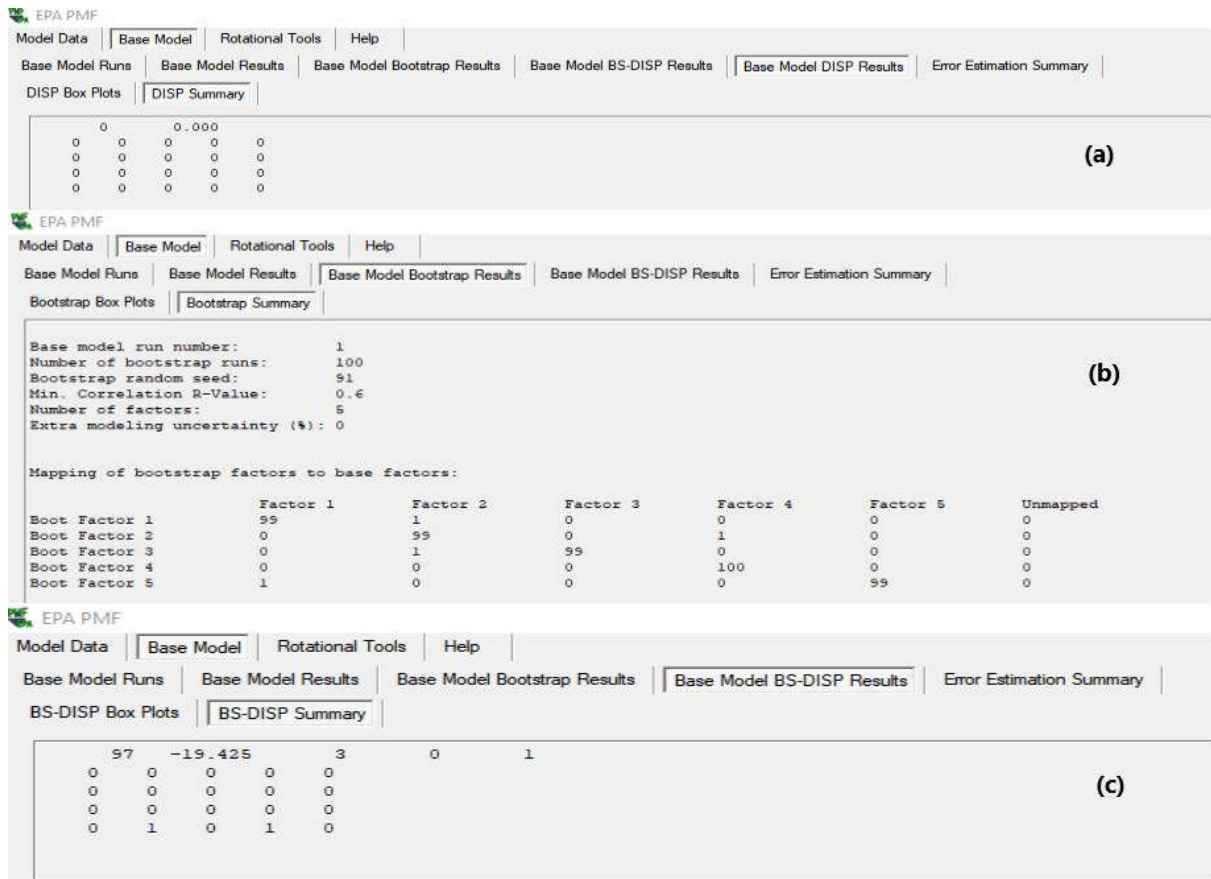 EPA PMF
Model Data Base Model Rotational Tools Help
Base Model Runs Base Model Results Base Model Bootstrap Results Base Model BS-DISP Results Base Model DISP Results Error Estimation Summary
DISP Box Plots DISP Summary
0 0.000
0 0 0 0 0
0 0 0 0 0
0 0 0 0 0
0 0 0 0 0
(a)
EPA PMF
Model Data Base Model Rotational Tools Help
Base Model Runs Base Model Results Base Model Bootstrap Results Base Model BS-DISP Results Error Estimation Summary
Bootstrap Box Plots Bootstrap Summary
Base model run number: 1
Number of bootstrap runs: 100
Bootstrap random seed: 91
Min. Correlation R-Value: 0.6
Number of factors: 5
Extra modeling uncertainty (%): 0
(b)
Mapping of bootstrap factors to base factors:
Factor 1 Factor 2 Factor 3 Factor 4 Factor 5 Unmapped
Boot Factor 1 99 1 0 0 0 0
Boot Factor 2 0 99 0 1 0 0
Boot Factor 3 0 1 99 0 0 0
Boot Factor 4 0 0 0 100 0 0
Boot Factor 5 1 0 0 0 99 0
EPA PMF
Model Data Base Model Rotational Tools Help
Base Model Runs Base Model Results Base Model Bootstrap Results Base Model BS-DISP Results Error Estimation Summary
BS-DISP Box Plots BS-DISP Summary
97 -19.425 3 0 1
0 0 0 0 0
0 0 0 0 0
0 0 0 0 0
0 1 0 1 0
(c)